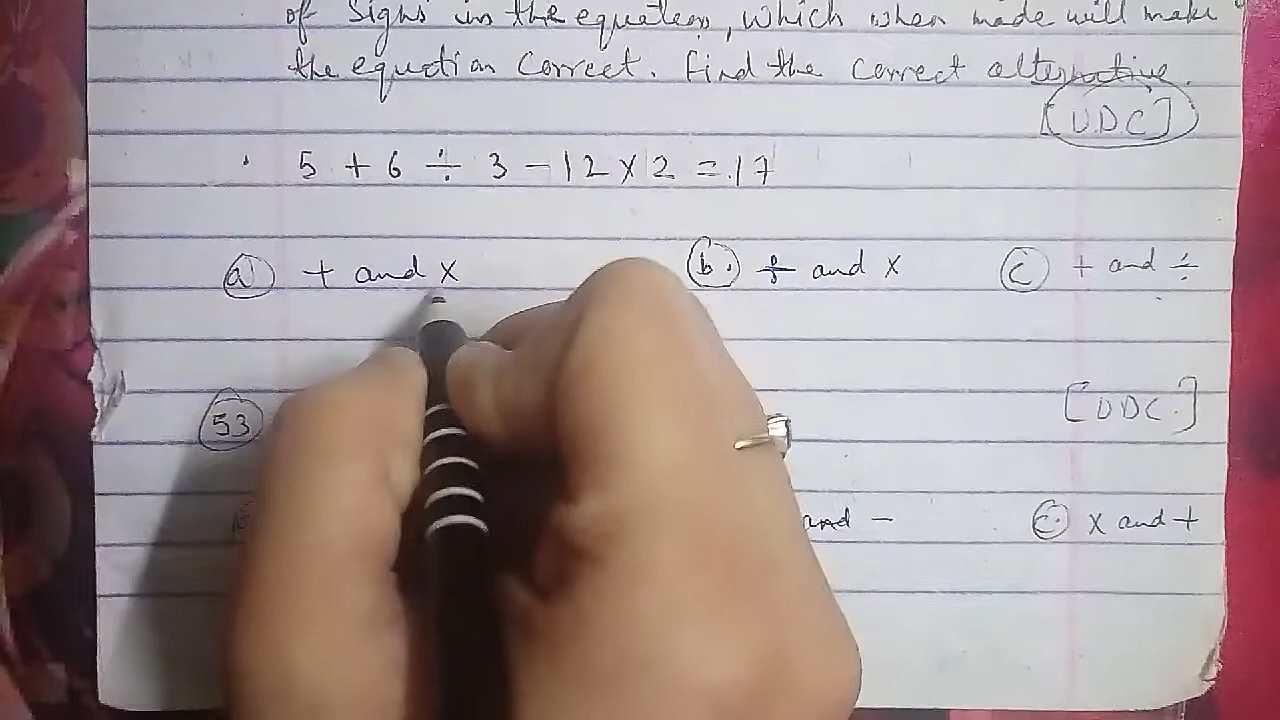 of Signs in the equation, which when made will make
the equation Correct. Find the correct alternative.
[U.D.C]
5 + 6 ÷ 3 - 12 x 2 = 17
(a) + and x (b.) ÷ and x (c) + and ÷
(53) [UDC.]
and - (c.) x and +